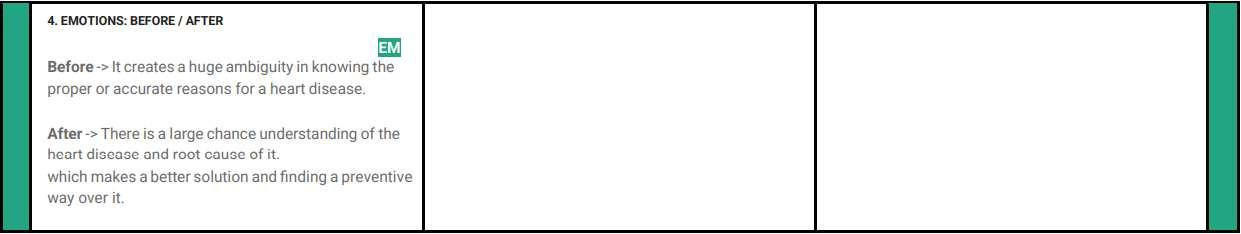 4. EMOTIONS: BEFORE / AFTER
EM
Before -> It creates a huge ambiguity in knowing the
proper or accurate reasons for a heart disease.
After -> There is a large chance understanding of the
heart disease and root cause of it.
which makes a better solution and finding a preventive
way over it.